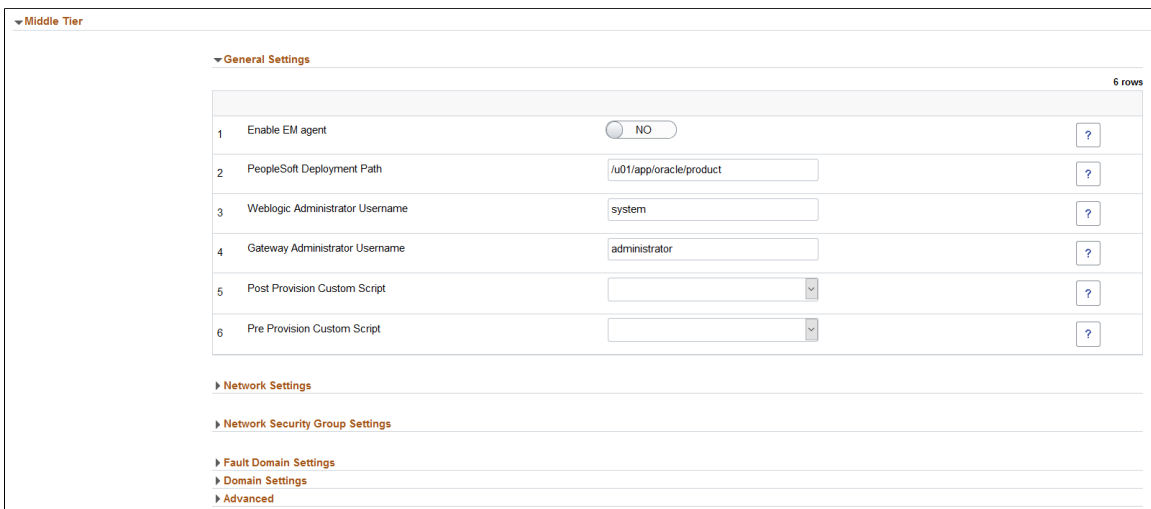 Middle Tier
General Settings
6 rows
1 Enable EM agent NO ?
2 PeopleSoft Deployment Path /u01/app/oracle/product ?
3 Weblogic Administrator Username system ?
4 Gateway Administrator Username administrator ?
5 Post Provision Custom Script ?
6 Pre Provision Custom Script ?
Network Settings
Network Security Group Settings
Fault Domain Settings
Domain Settings
Advanced